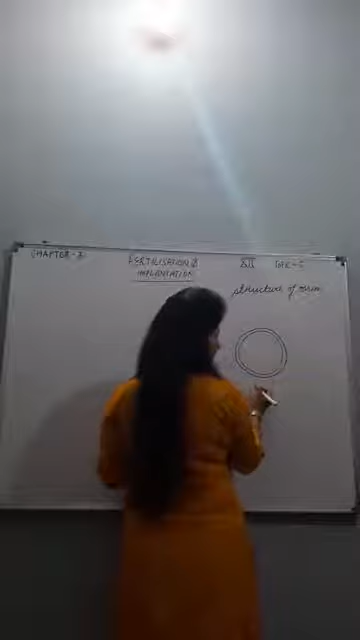 CHAPTER-3
FERTILISATION &
IMPLANTATION
XII
structure of ovum